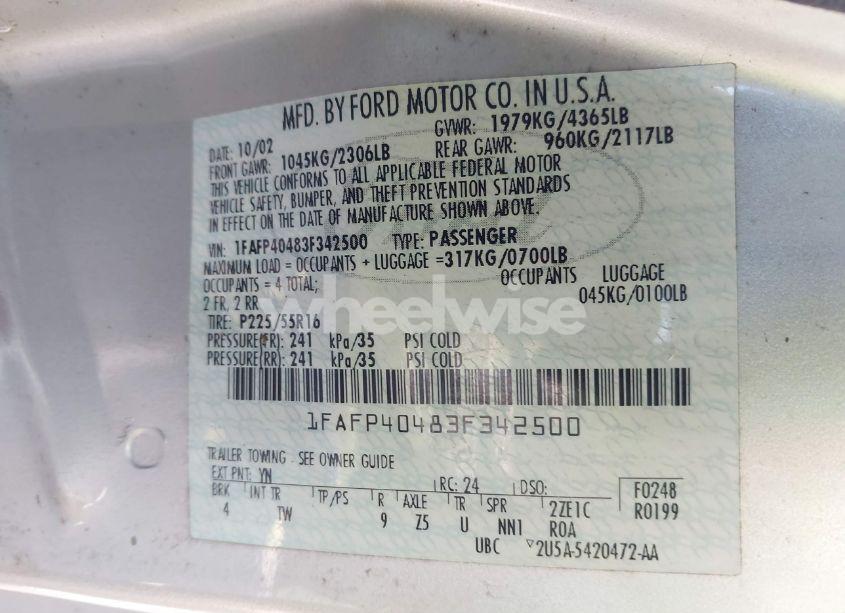 MFD. BY FORD MOTOR CO. IN U.S.A.
DATE: 10/02 GVWR: 1979KG/4365LB
FRONT GAWR: 1045KG/2306LB REAR GAWR: 960KG/2117LB
THIS VEHICLE CONFORMS TO ALL APPLICABLE FEDERAL MOTOR
VEHICLE SAFETY, BUMPER, AND THEFT PREVENTION STANDARDS
IN EFFECT ON THE DATE OF MANUFACTURE SHOWN ABOVE.
VIN: 1FAFP40483F342500 TYPE: PASSENGER
MAXIMUM LOAD = OCCUPANTS + LUGGAGE =317KG/0700LB
OCCUPANTS = 4 TOTAL; OCCUPANTS LUGGAGE
2 FR, 2 RR 045KG/0100LB
wheelwise
TIRE: P225/55R16
PRESSURE(FR): 241 kPa/35 PSI COLD
PRESSURE(RR): 241 kPa/35 PSI COLD
1FAFP40483F342500
TRAILER TOWING - SEE OWNER GUIDE
EXT PNT: YN RC: 24 DSO: F0248
BRK INT TR TP/PS R AXLE TR SPR 2ZE1C R0199
4 TW 9 Z5 U NN1 ROA
UBC ▽2U5A-5420472-AA